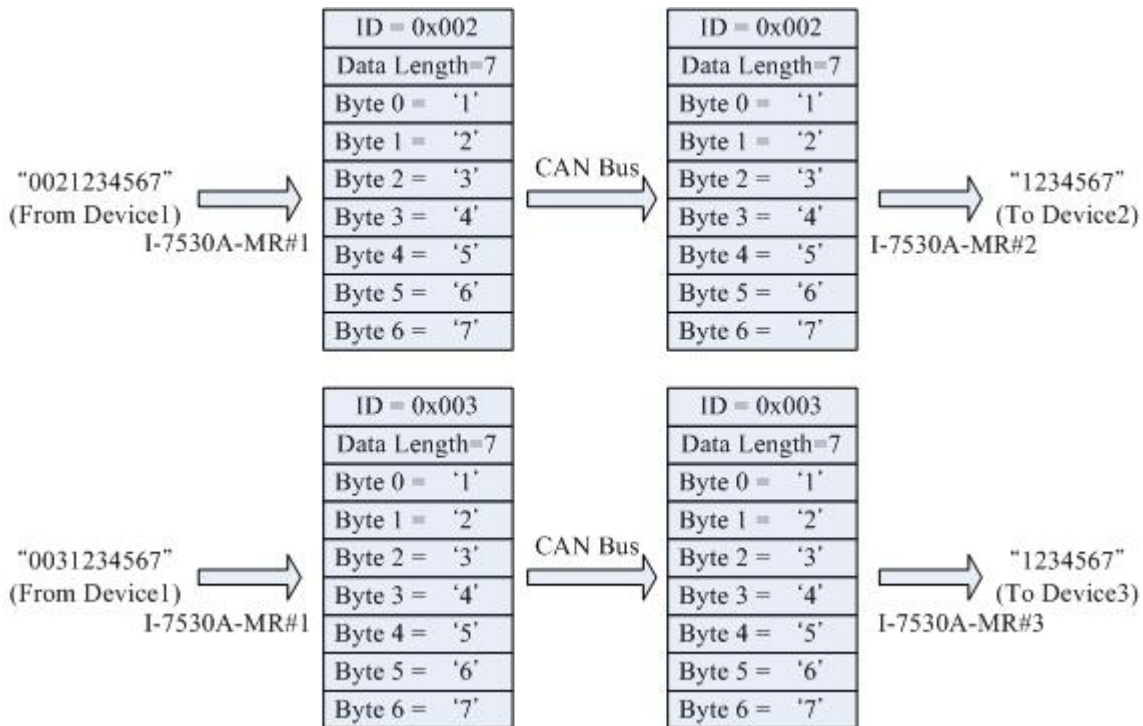 ID = 0x002
Data Length=7
Byte 0 = ‘1’
Byte 1 = ‘2’
Byte 2 = ‘3’
Byte 3 = ‘4’
Byte 4 = ‘5’
Byte 5 = ‘6’
Byte 6 = ‘7’
“0021234567”
(From Device1)
I-7530A-MR#1
CAN Bus
ID = 0x002
Data Length=7
Byte 0 = ‘1’
Byte 1 = ‘2’
Byte 2 = ‘3’
Byte 3 = ‘4’
Byte 4 = ‘5’
Byte 5 = ‘6’
Byte 6 = ‘7’
“1234567”
(To Device2)
I-7530A-MR#2
ID = 0x003
Data Length=7
Byte 0 = ‘1’
Byte 1 = ‘2’
Byte 2 = ‘3’
Byte 3 = ‘4’
Byte 4 = ‘5’
Byte 5 = ‘6’
Byte 6 = ‘7’
“0031234567”
(From Device1)
I-7530A-MR#1
CAN Bus
ID = 0x003
Data Length=7
Byte 0 = ‘1’
Byte 1 = ‘2’
Byte 2 = ‘3’
Byte 3 = ‘4’
Byte 4 = ‘5’
Byte 5 = ‘6’
Byte 6 = ‘7’
“1234567”
(To Device3)
I-7530A-MR#3